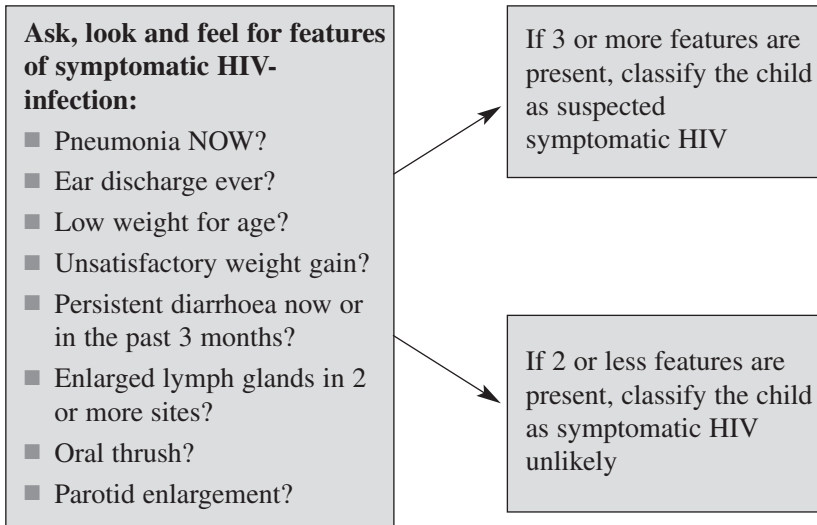 Ask, look and feel for features
of symptomatic HIV-
infection:
■ Pneumonia NOW?
■ Ear discharge ever?
■ Low weight for age?
■ Unsatisfactory weight gain?
■ Persistent diarrhoea now or
in the past 3 months?
■ Enlarged lymph glands in 2
or more sites?
■ Oral thrush?
■ Parotid enlargement?
If 3 or more features are
present, classify the child
as suspected
symptomatic HIV
If 2 or less features are
present, classify the child
as symptomatic HIV
unlikely